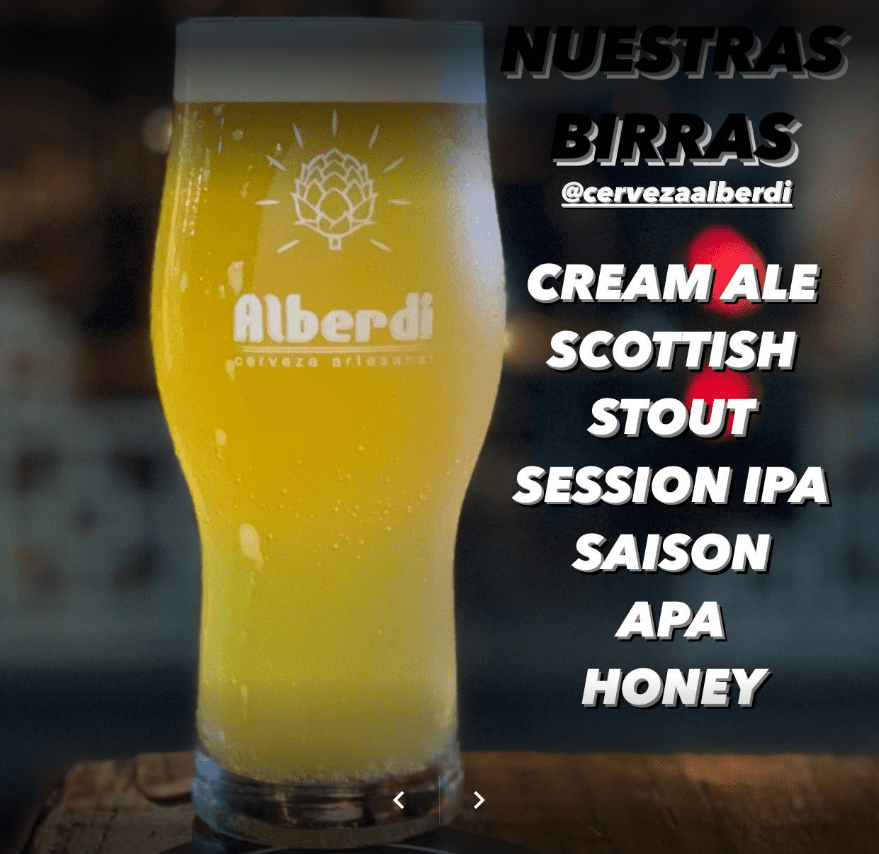 NUESTRAS
BIRRAS
@cervezaalberdi
CREAM ALE
SCOTTISH
STOUT
SESSION IPA
SAISON
APA
HONEY
Alberdi
cerveza artesanal